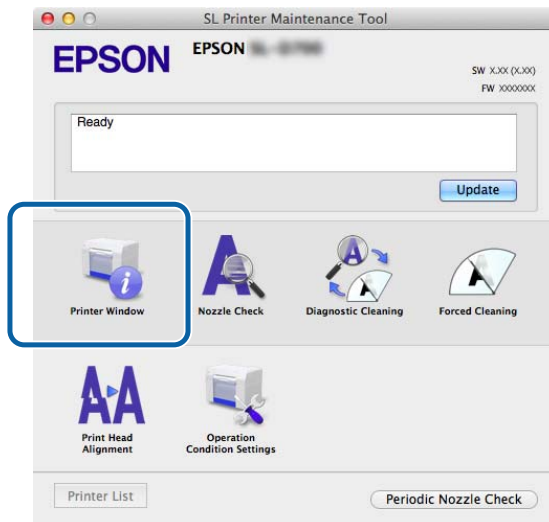 SL Printer Maintenance Tool
EPSON
EPSON
SW X.XX (X.XX)
FW XXXXXXX
Ready
Update
Printer Window
Nozzle Check
Diagnostic Cleaning
Forced Cleaning
Print Head
Alignment
Operation
Condition Settings
Printer List
Periodic Nozzle Check